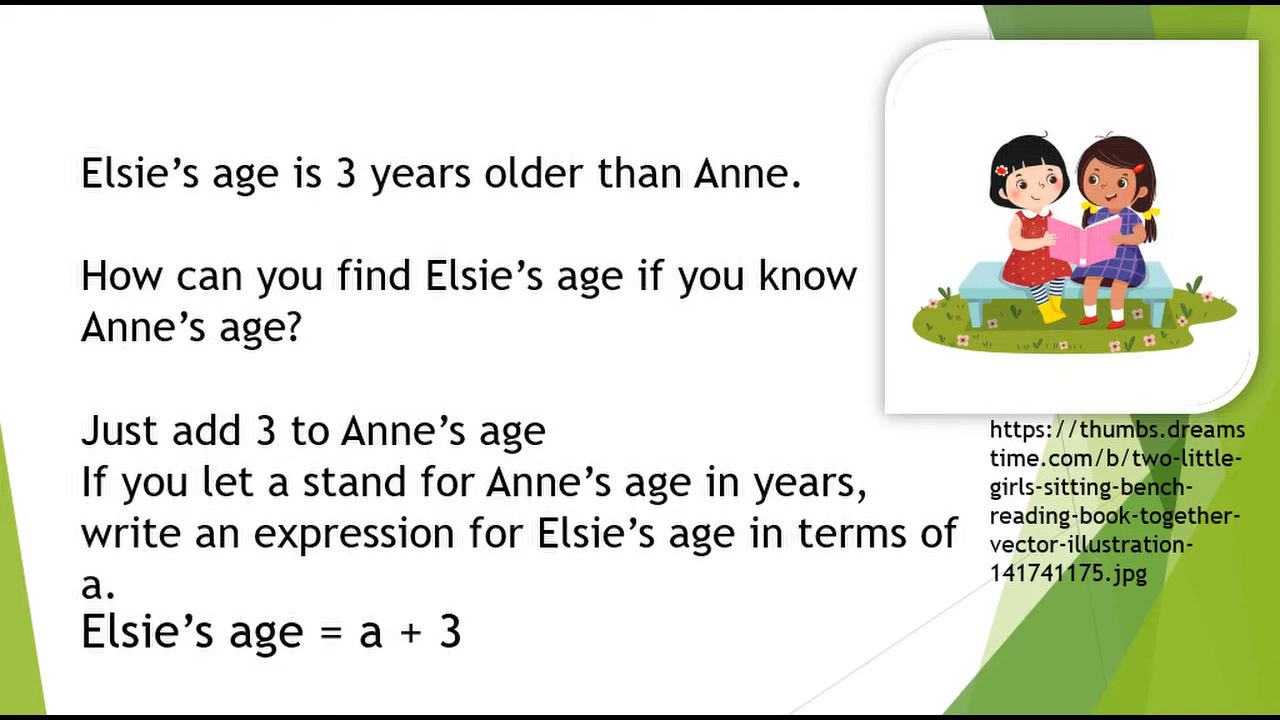 Elsie’s age is 3 years older than Anne.
How can you find Elsie’s age if you know
Anne’s age?
Just add 3 to Anne’s age
If you let a stand for Anne’s age in years,
write an expression for Elsie’s age in terms of
a.
Elsie’s age = a + 3
https://thumbs.dreams
time.com/b/two-little-
girls-sitting-bench-
reading-book-together-
vector-illustration-
141741175.jpg